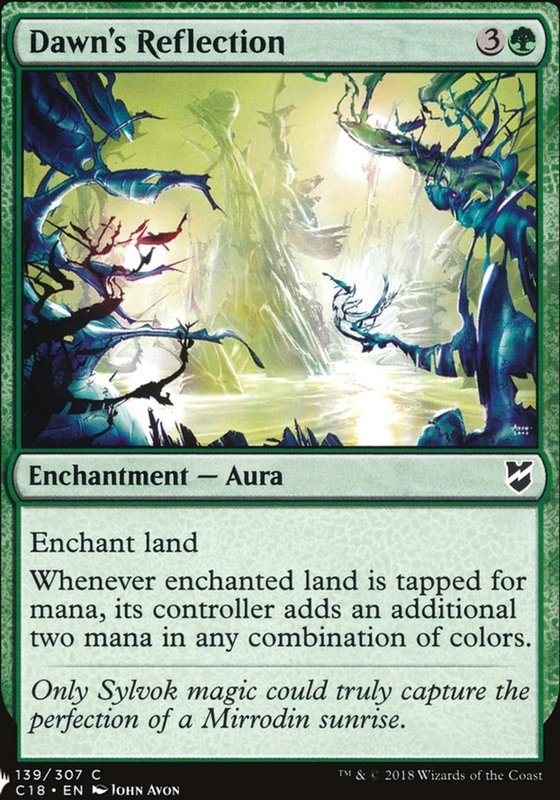 Dawn's Reflection 3
Enchantment — Aura
Enchant land
Whenever enchanted land is tapped for
mana, its controller adds an additional
two mana in any combination of colors.
Only Sylvok magic could truly capture the
perfection of a Mirrodin sunrise.
139/307 C
C18 • EN John Avon
™ & © 2018 Wizards of the Coast